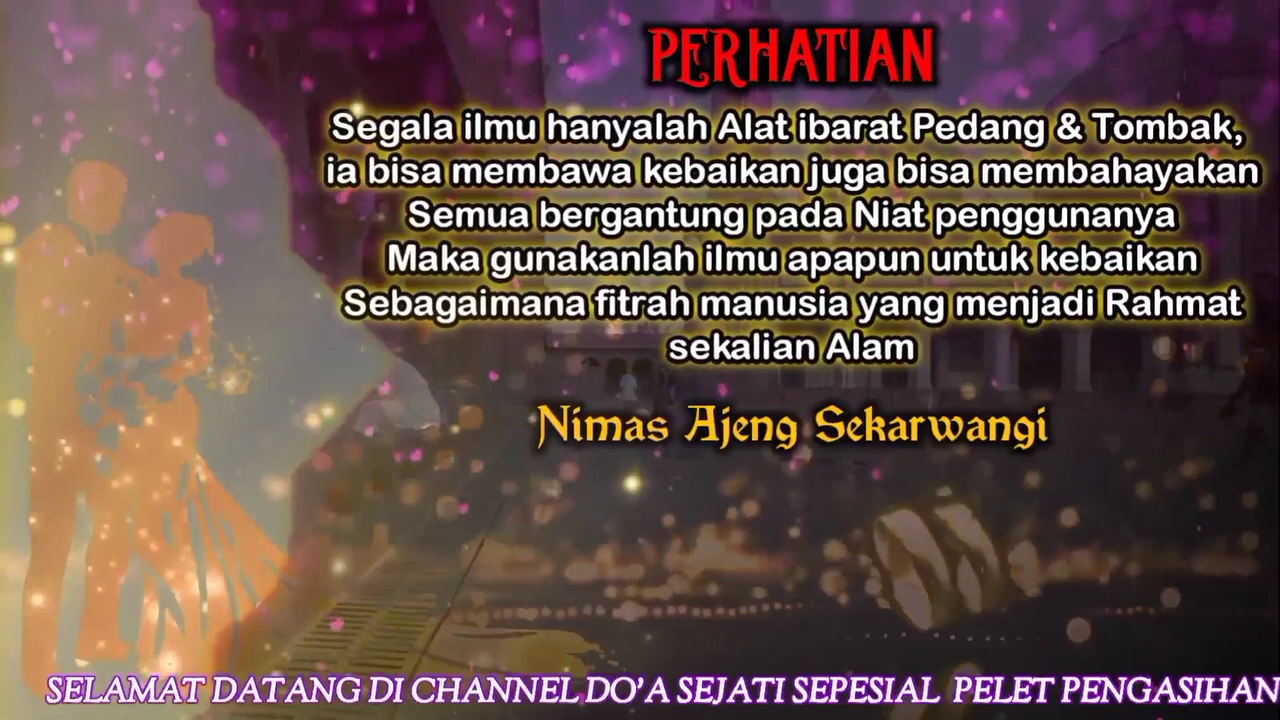 PERHATIAN
Segala ilmu hanyalah Alat ibarat Pedang & Tombak,
ia bisa membawa kebaikan juga bisa membahayakan
Semua bergantung pada Niat penggunanya
Maka gunakanlah ilmu apapun untuk kebaikan
Sebagaimana fitrah manusia yang menjadi Rahmat
sekalian Alam
Nimas Ajeng Sekarwangi
SELAMAT DATANG DI CHANNEL DO'A SEJATI SEPESIAL PELET PENGASIHAN